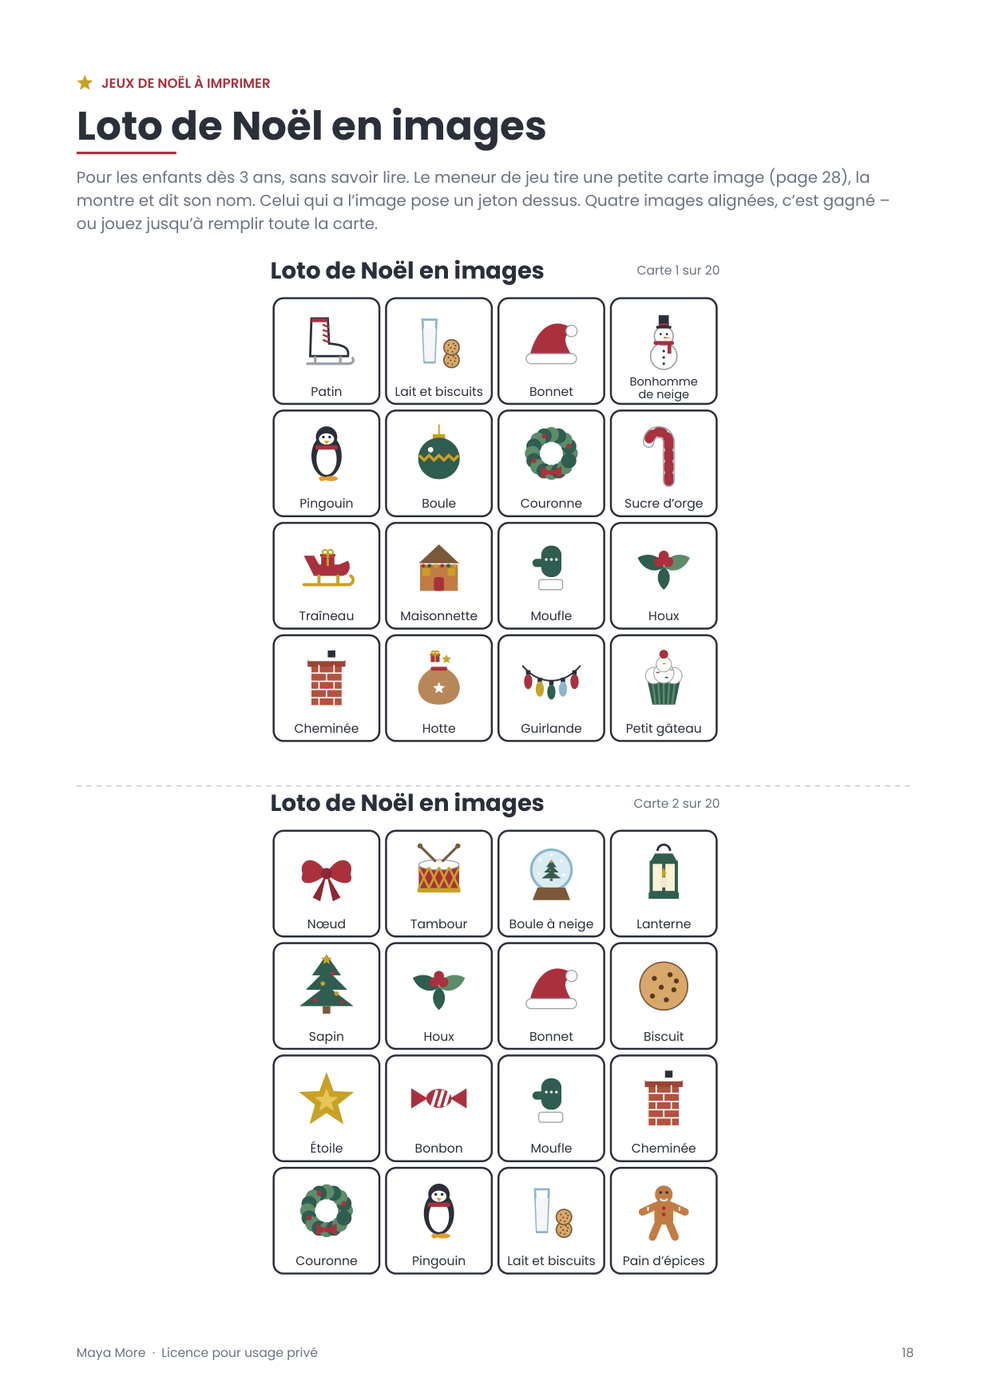 JEUX DE NOËL À IMPRIMER
Loto de Noël en images
Pour les enfants dès 3 ans, sans savoir lire. Le meneur de jeu tire une petite carte image (page 28), la
montre et dit son nom. Celui qui a l’image pose un jeton dessus. Quatre images alignées, c’est gagné –
ou jouez jusqu’à remplir toute la carte.
Loto de Noël en images
Carte 1 sur 20
Patin
Lait et biscuits
Bonnet
Bonhomme
de neige
Pingouin
Boule
Couronne
Sucre d’orge
Traîneau
Maisonnette
Moufle
Houx
Cheminée
Hotte
Guirlande
Petit gâteau
Loto de Noël en images
Carte 2 sur 20
Nœud
Tambour
Boule à neige
Lanterne
Sapin
Houx
Bonnet
Biscuit
Étoile
Bonbon
Moufle
Cheminée
Couronne
Pingouin
Lait et biscuits
Pain d’épices
Maya More · Licence pour usage privé
18